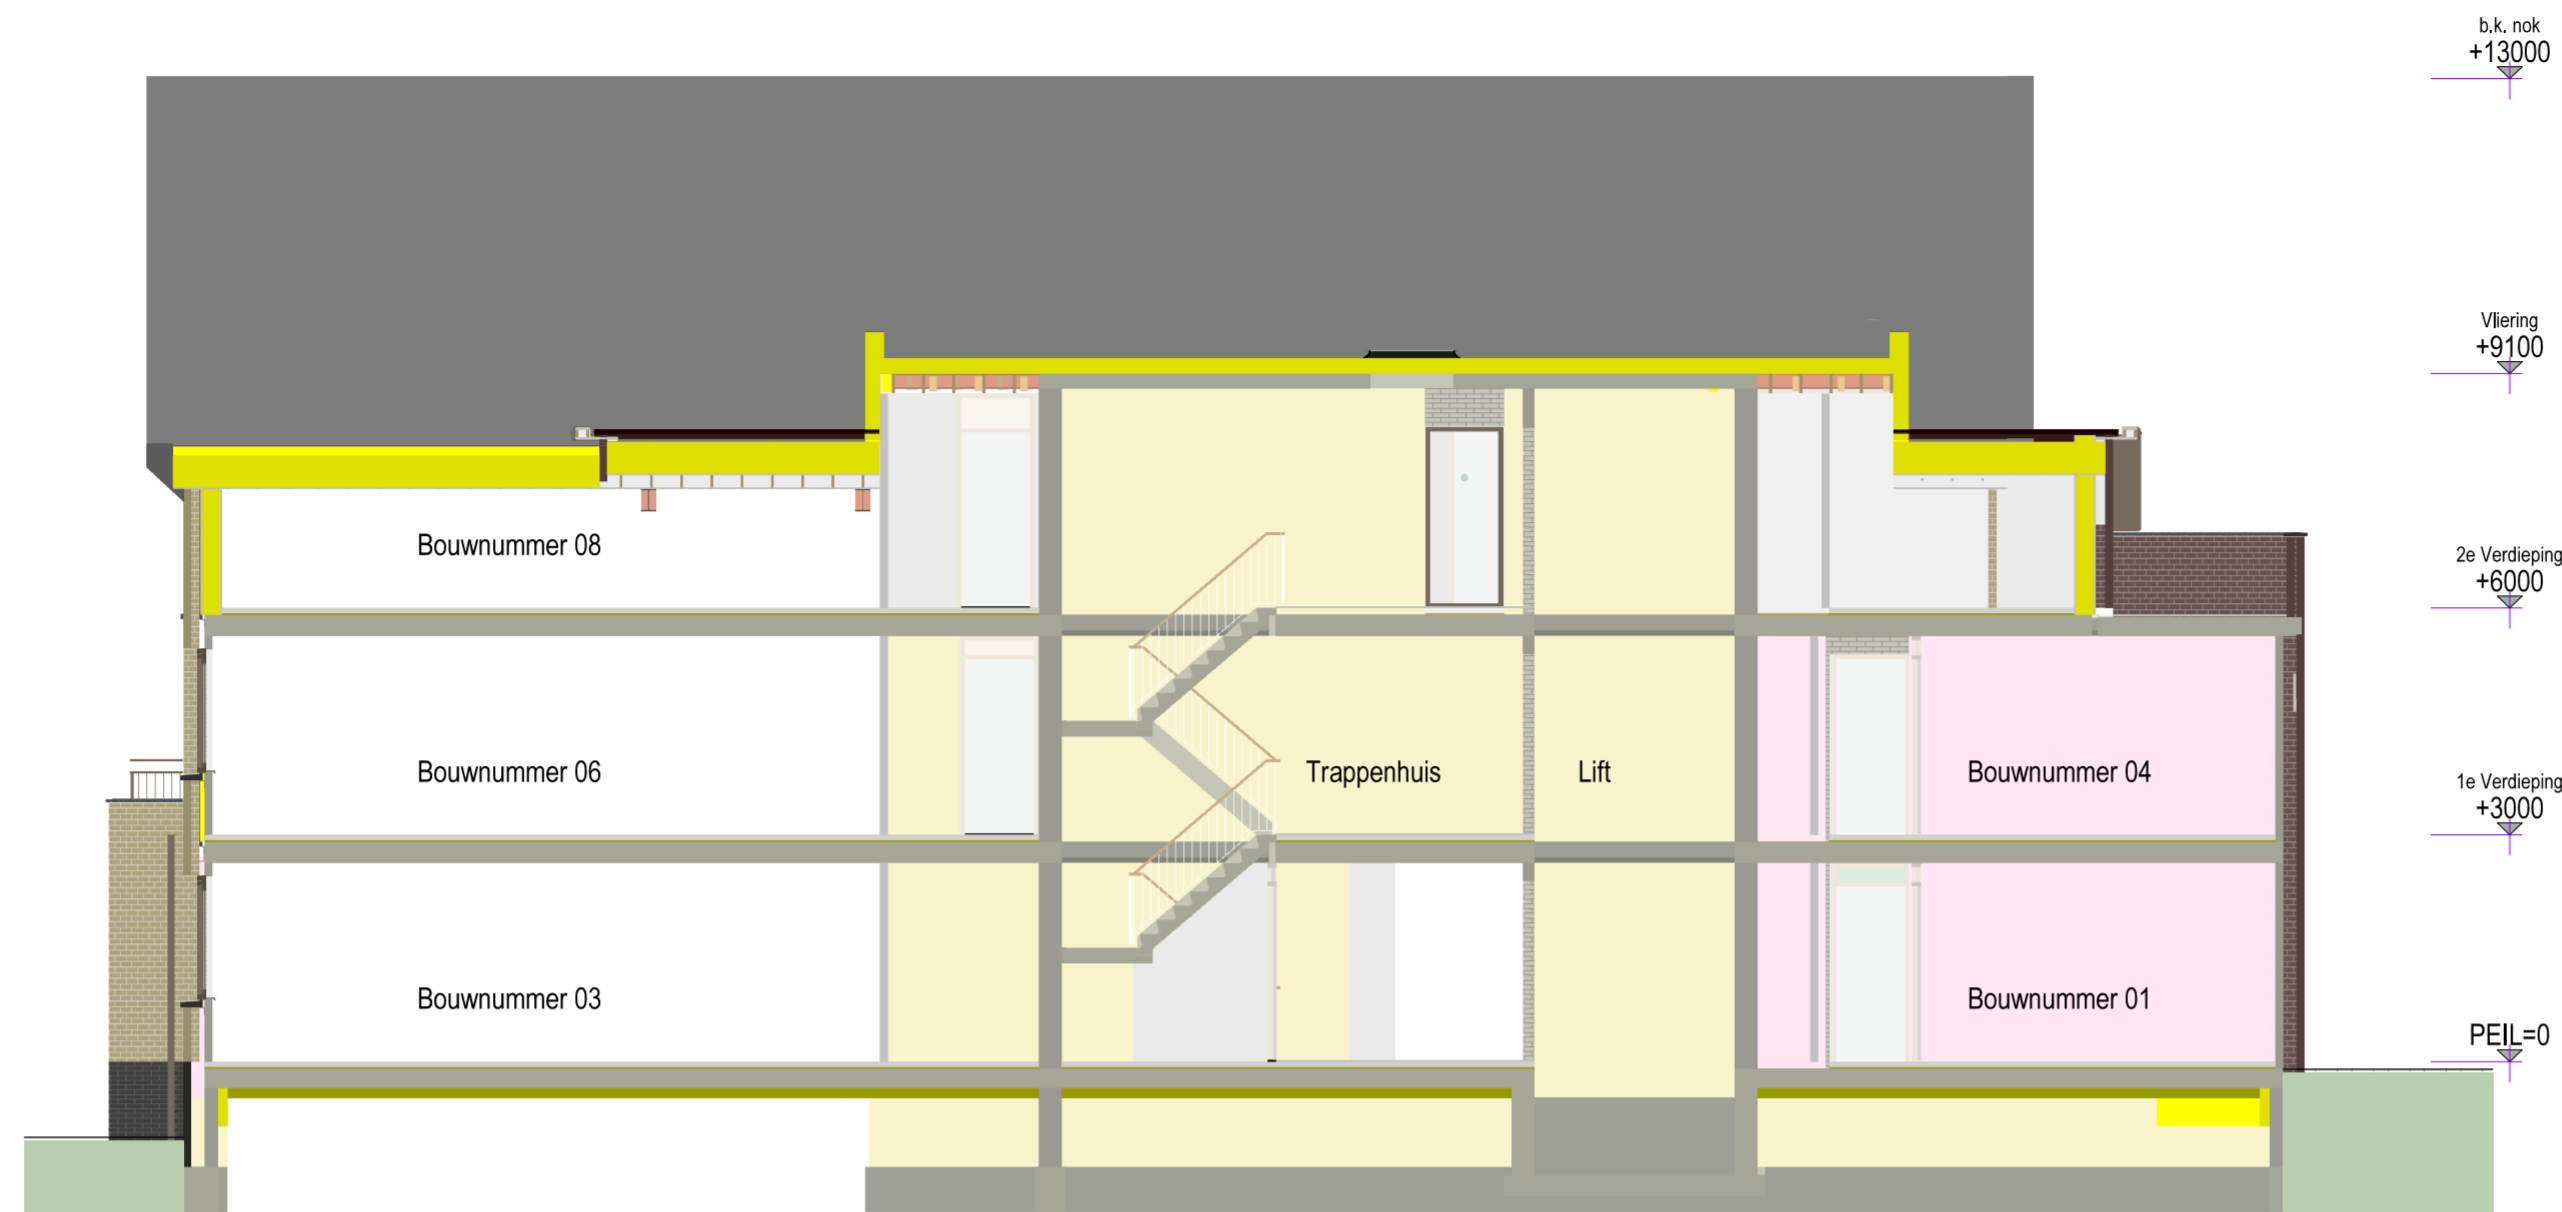 b.k. nok
+13000
Vliering
+9100
Bouwnummer 08
2e Verdieping
+6000
Bouwnummer 06
Trappenhuis
Lift
Bouwnummer 04
1e Verdieping
+3000
Bouwnummer 03
Bouwnummer 01
PEIL=0